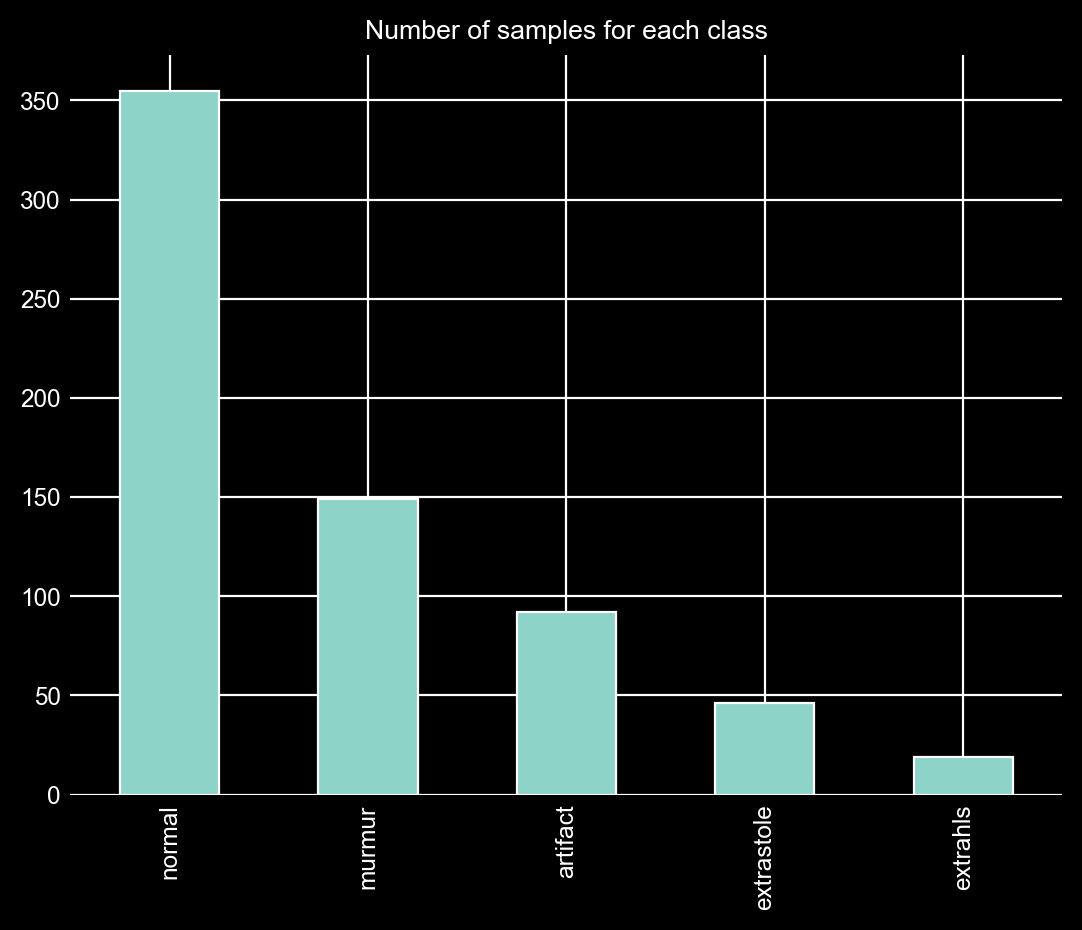 Number of samples for each class
350
300
250
200
150
100
50
0
normal
murmur
artifact
extrastole
extrahls